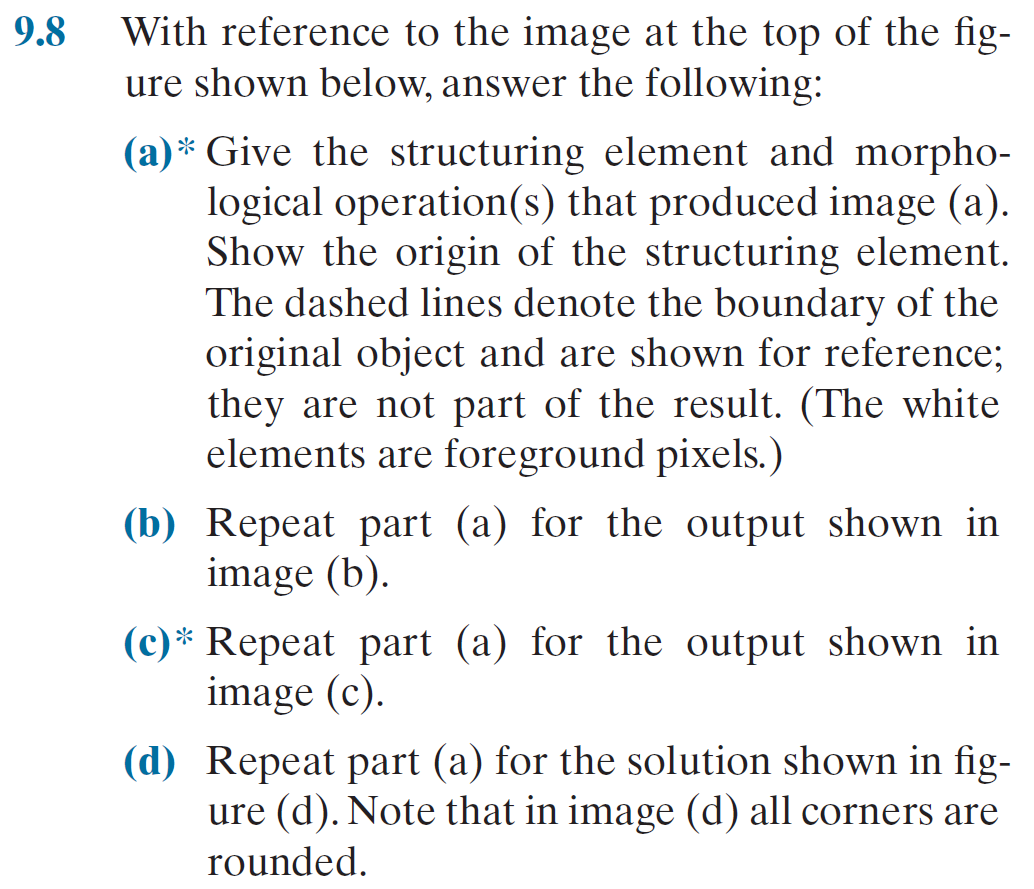 9.8 With reference to the image at the top of the fig-
ure shown below, answer the following:
(a)* Give the structuring element and morpho-
logical operation(s) that produced image (a).
Show the origin of the structuring element.
The dashed lines denote the boundary of the
original object and are shown for reference;
they are not part of the result. (The white
elements are foreground pixels.)
(b) Repeat part (a) for the output shown in
image (b).
(c)* Repeat part (a) for the output shown in
image (c).
(d) Repeat part (a) for the solution shown in fig-
ure (d). Note that in image (d) all corners are
rounded.